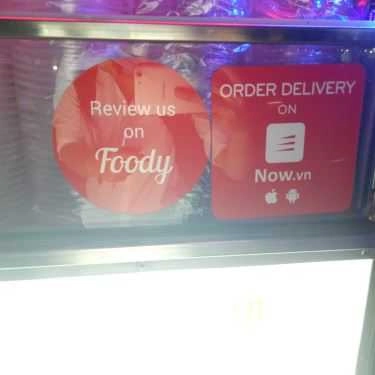 Review us
on
Foody
ORDER DELIVERY
ON
Now.vn